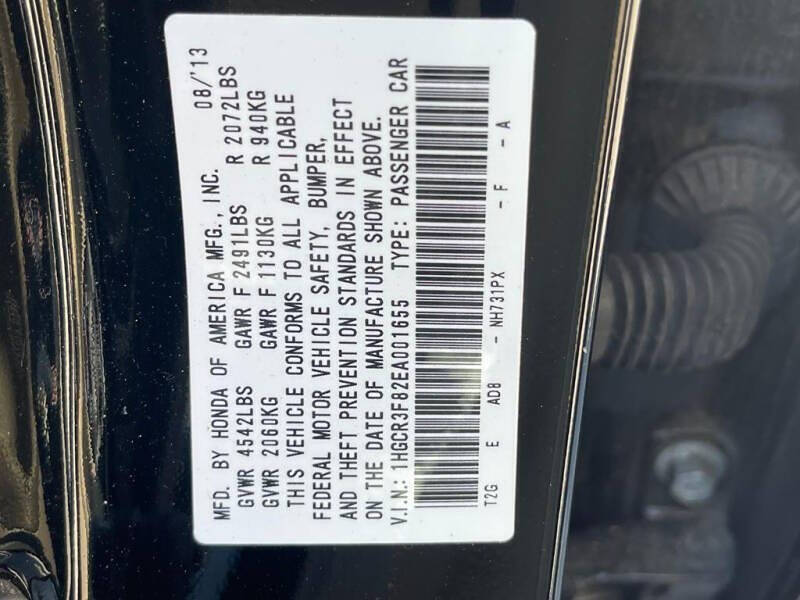 MFD. BY HONDA OF AMERICA MFG., INC. 08/'13
GVWR 4542LBS GAWR F 2491LBS R 2072LBS
GVWR 2060KG GAWR F 1130KG R 940KG
THIS VEHICLE CONFORMS TO ALL APPLICABLE
FEDERAL MOTOR VEHICLE SAFETY, BUMPER,
AND THEFT PREVENTION STANDARDS IN EFFECT
ON THE DATE OF MANUFACTURE SHOWN ABOVE.
V.I.N.: 1HGCR3F82EA001655 TYPE: PASSENGER CAR
T2G E AD8 - NH731PX - F - A